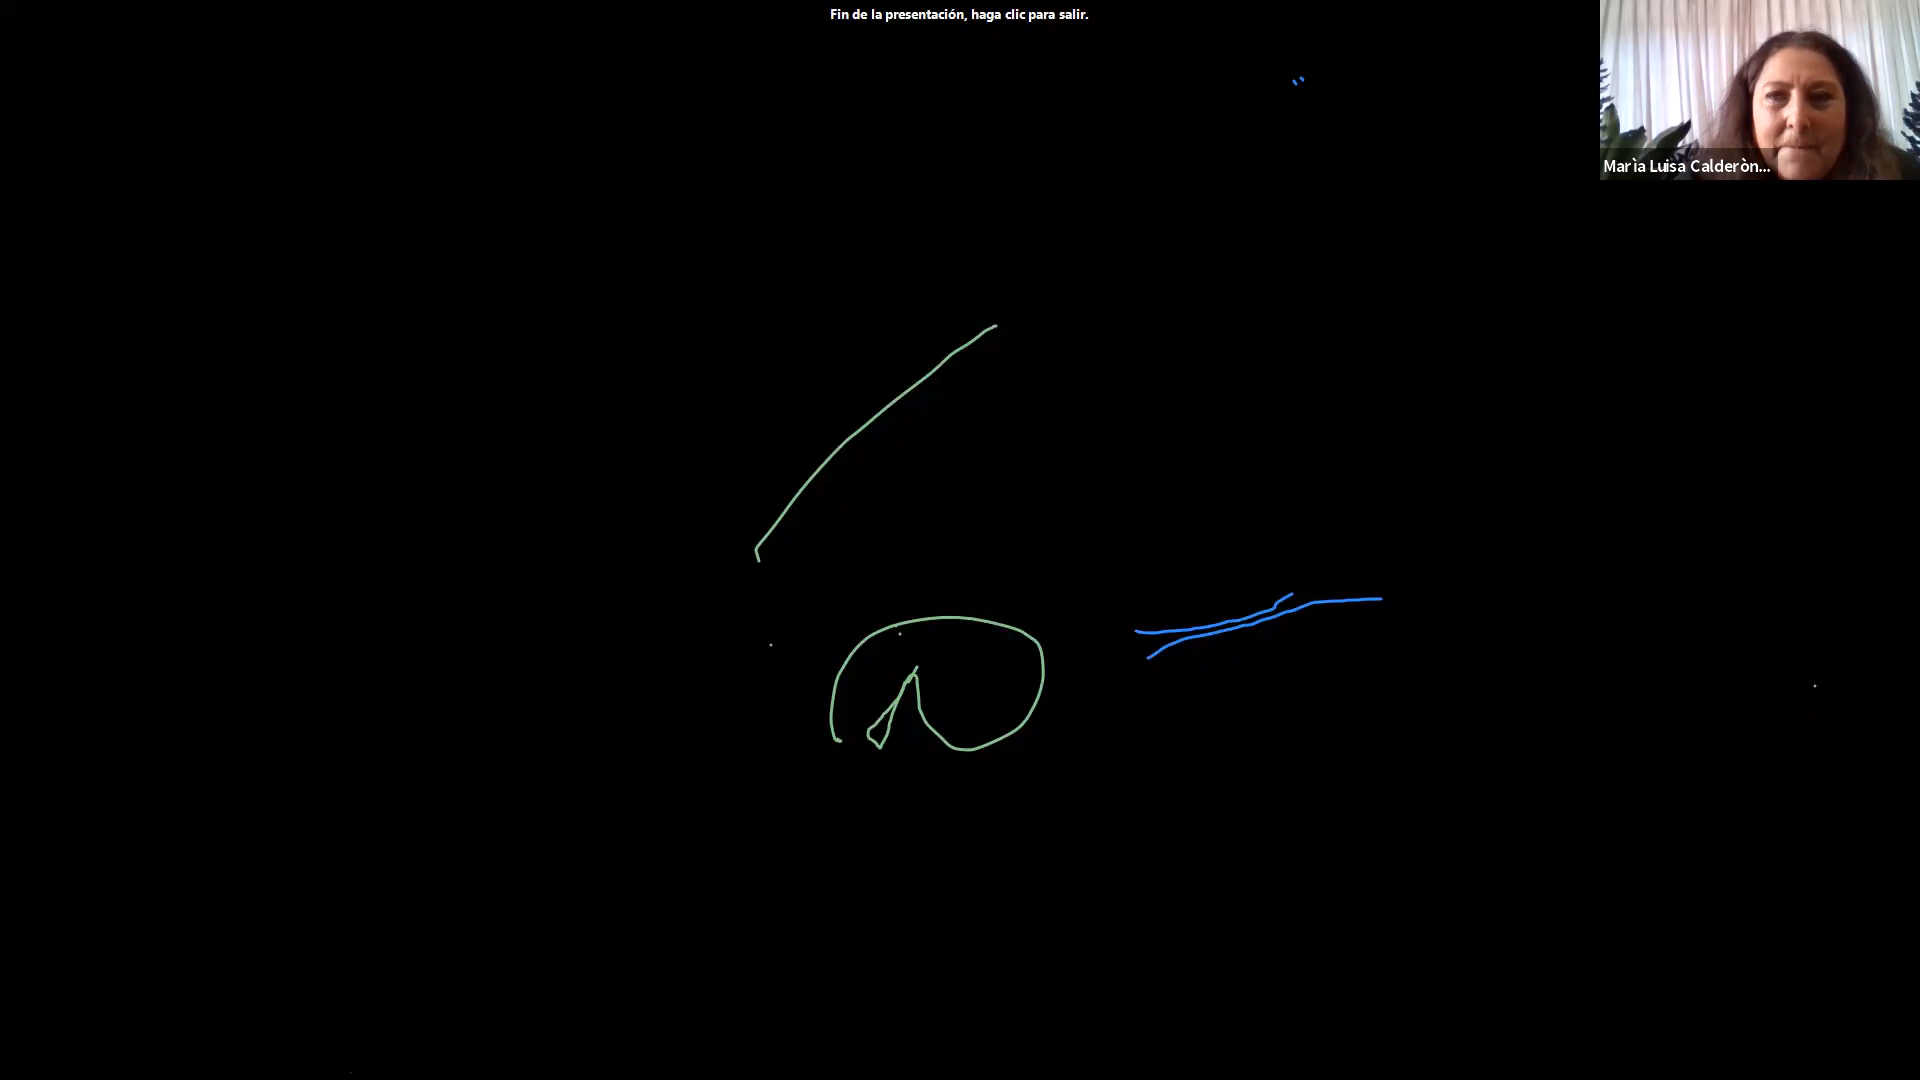 Fin de la presentación, haga clic para salir.
Marìa Luisa Calderòn...